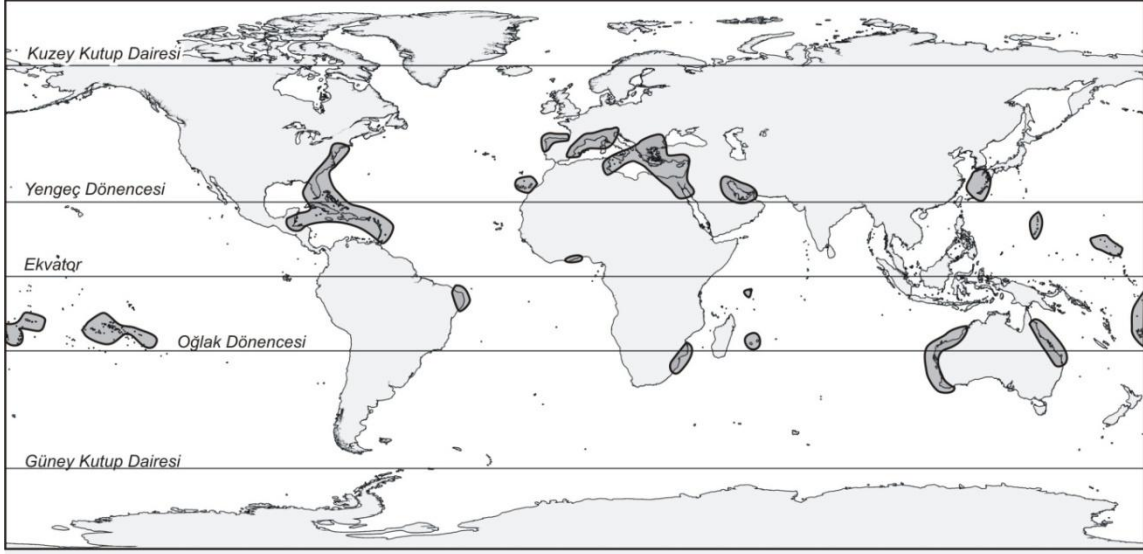 Kuzey Kutup Dairesi
Yengeç Dönencesi
Ekvator
Oğlak Dönencesi
Güney Kutup Dairesi